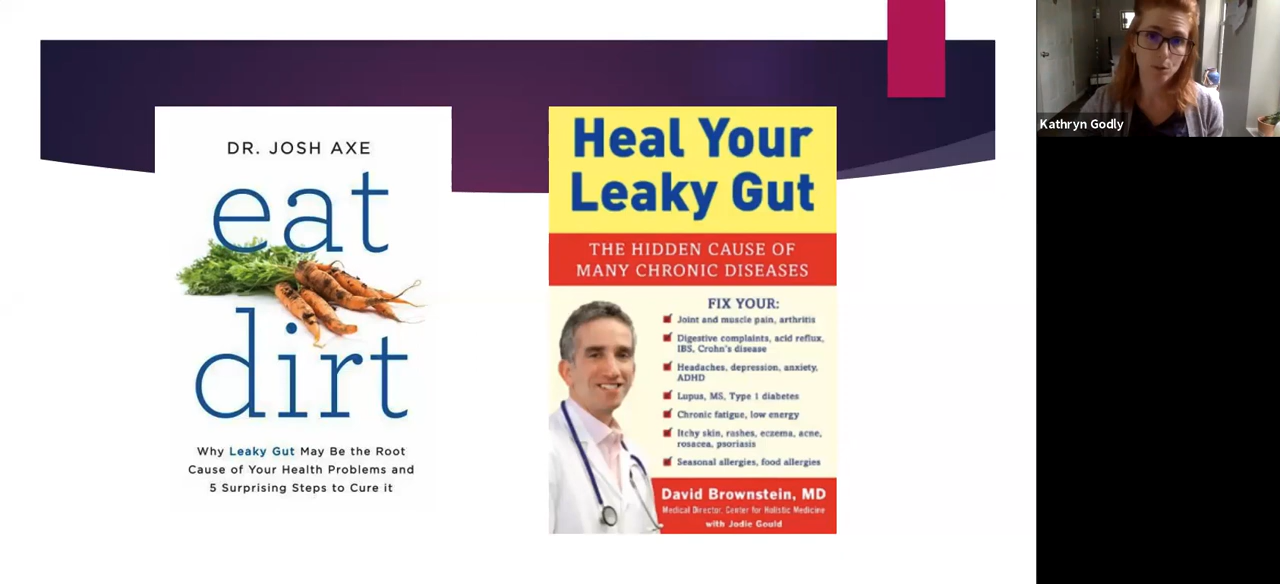 DR. JOSH AXE
eat
dirt
Why Leaky Gut May Be the Root
Cause of Your Health Problems and
5 Surprising Steps to Cure it
Heal Your
Leaky Gut
THE HIDDEN CAUSE OF
MANY CHRONIC DISEASES
FIX YOUR:
Joint and muscle pain, arthritis
Digestive complaints, acid reflux,
IBS, Crohn's disease
Headaches, depression, anxiety,
ADHD
Lupus, MS, Type 1 diabetes
Chronic fatigue, low energy
Itchy skin, rashes, eczema, acne,
rosacea, psoriasis
Seasonal allergies, food allergies
David Brownstein, MD
Medical Director, Center for Holistic Medicine
with Jodie Gould
Kathryn Godly